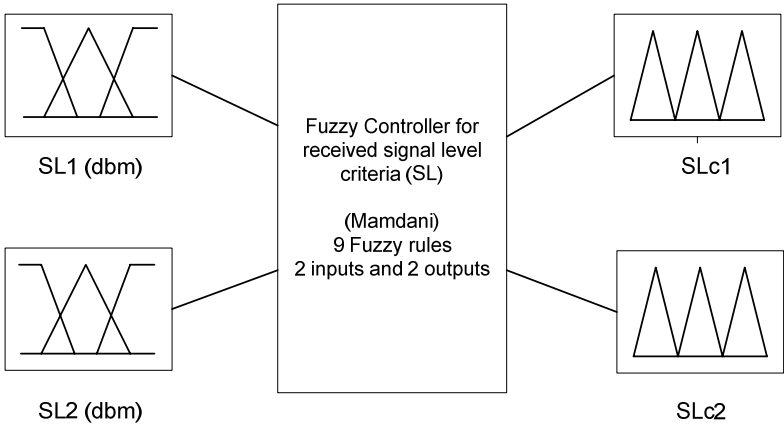 SL1 (dbm)
SL2 (dbm)
Fuzzy Controller for
received signal level
criteria (SL)
(Mamdani)
9 Fuzzy rules
2 inputs and 2 outputs
SLc1
SLc2